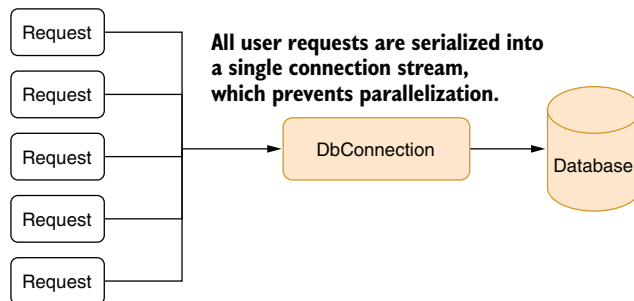 Request
All user requests are serialized into
a single connection stream,
which prevents parallelization.
Request
Request
DbConnection
Database
Request
Request